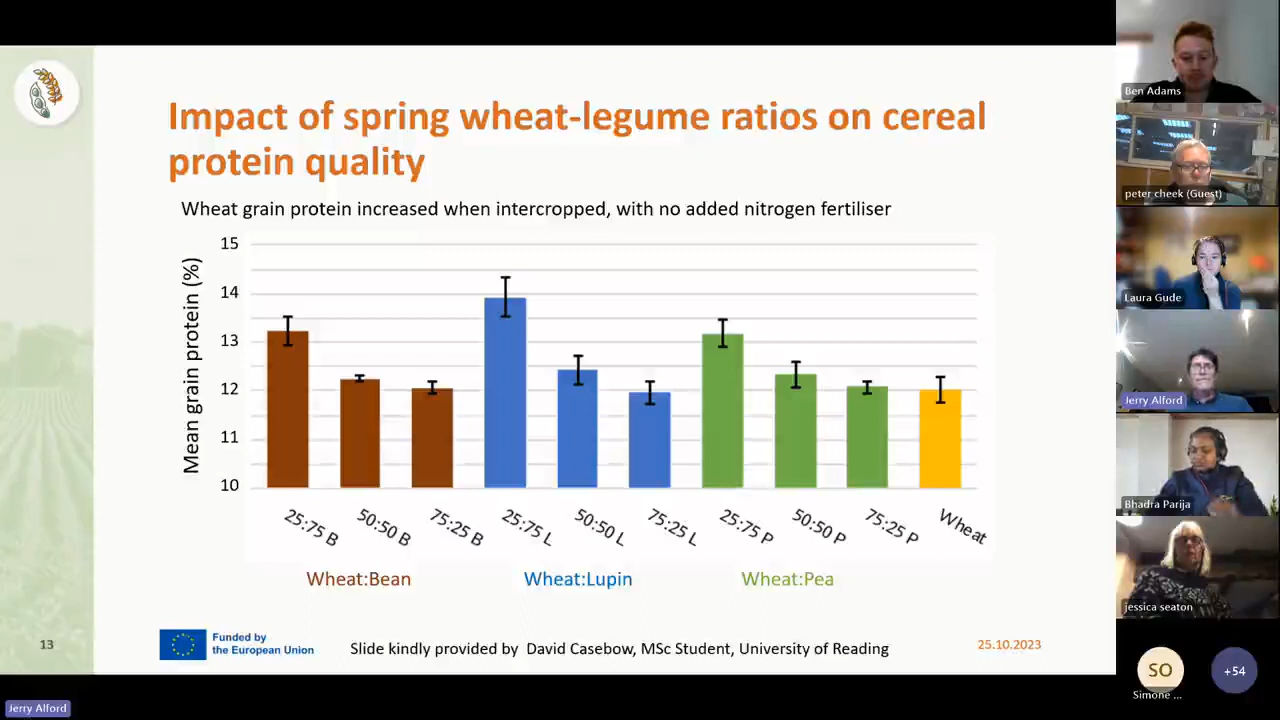 Impact of spring wheat-legume ratios on cereal
protein quality
Wheat grain protein increased when intercropped, with no added nitrogen fertiliser
Mean grain protein (%)
15
14
13
12
11
10
25:75 B
50:50 B
75:25 B
25:75 L
50:50 L
75:25 L
25:75 P
50:50 P
75:25 P
Wheat
Wheat:Bean
Wheat:Lupin
Wheat:Pea
13
Funded by
the European Union
Slide kindly provided by David Casebow, MSc Student, University of Reading
25.10.2023
Jerry Alford
Ben Adams
peter cheek (Guest)
Laura Gude
Jerry Alford
Bhadra Parija
jessica seaton
SO
Simone ...
+54